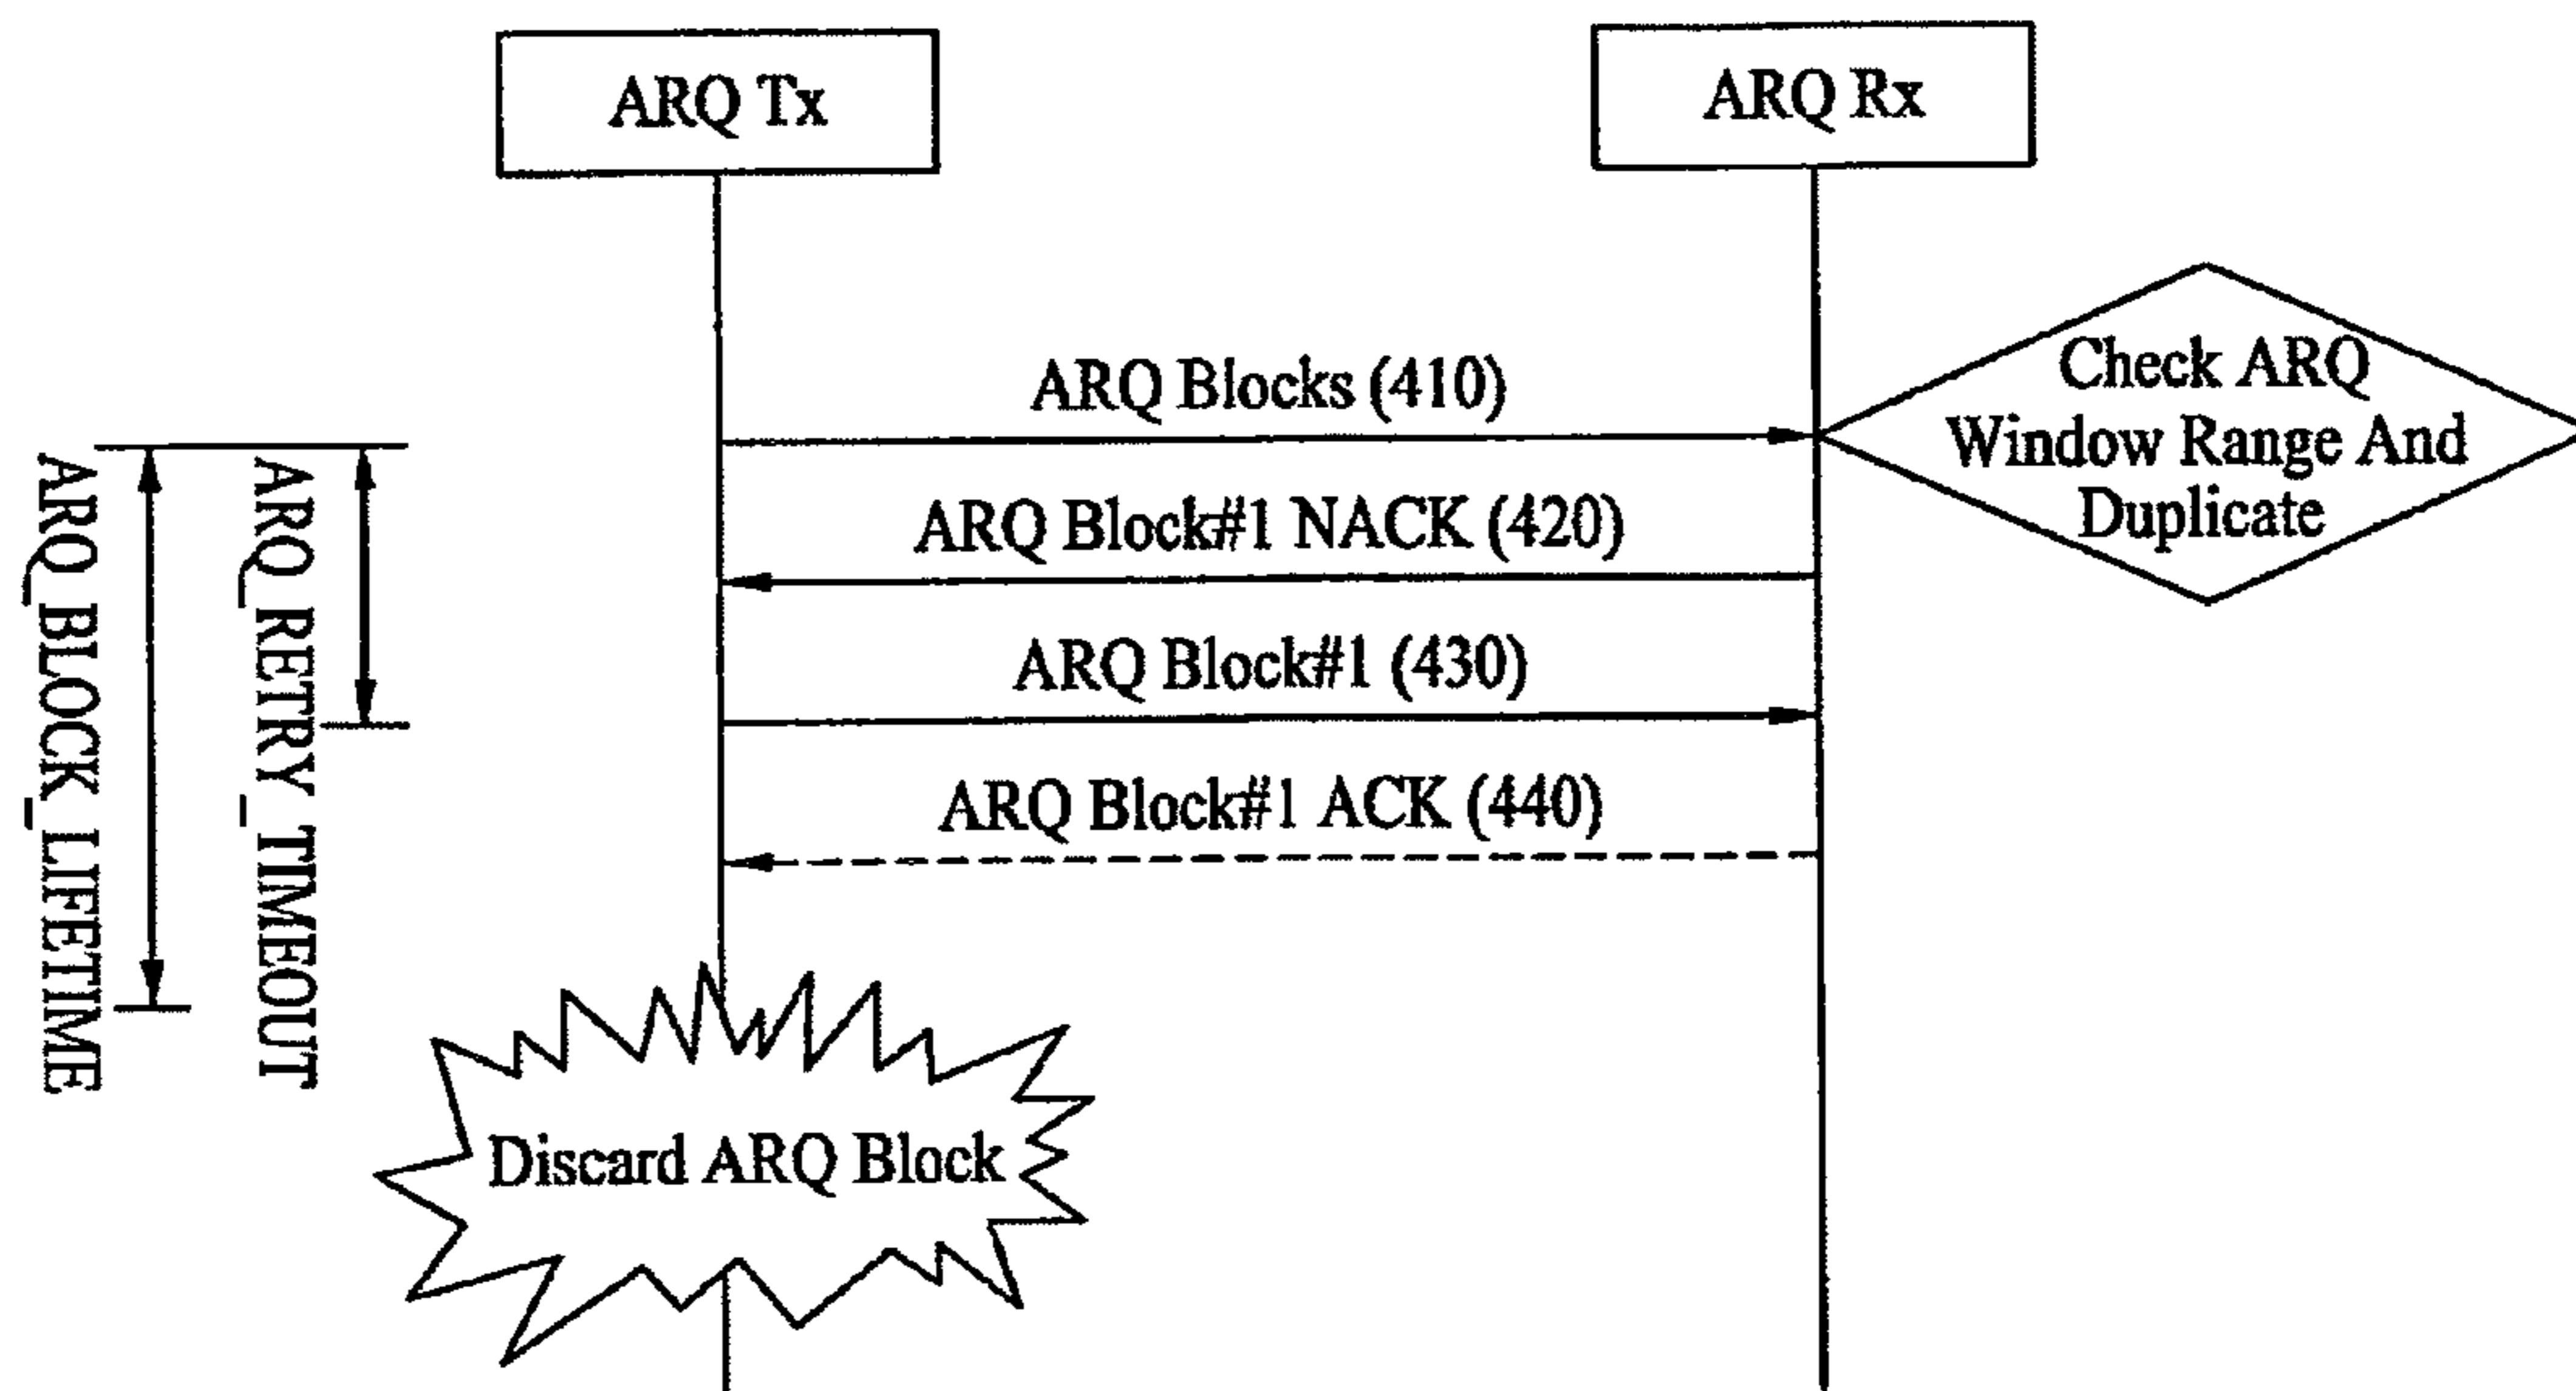 ARQ Tx
ARQ Rx
ARQ Blocks (410)
Check ARQ
Window Range And
Duplicate
ARQ Block#1 NACK (420)
ARQ Block#1 (430)
ARQ Block#1 ACK (440)
ARQ_BLOCK_LIFETIME
ARQ_RETRY_TIMEOUT
Discard ARQ Block